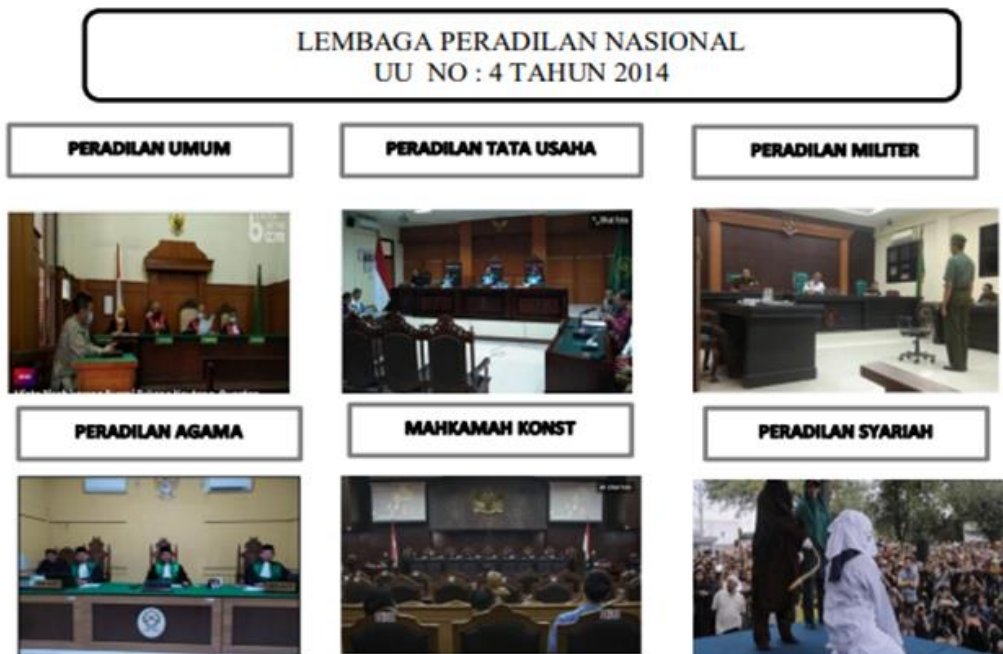 LEMBAGA PERADILAN NASIONAL
UU NO : 4 TAHUN 2014
PERADILAN UMUM
PERADILAN TATA USAHA
PERADILAN MILITER
PERADILAN AGAMA
MAHKAMAH KONST
PERADILAN SYARIAH